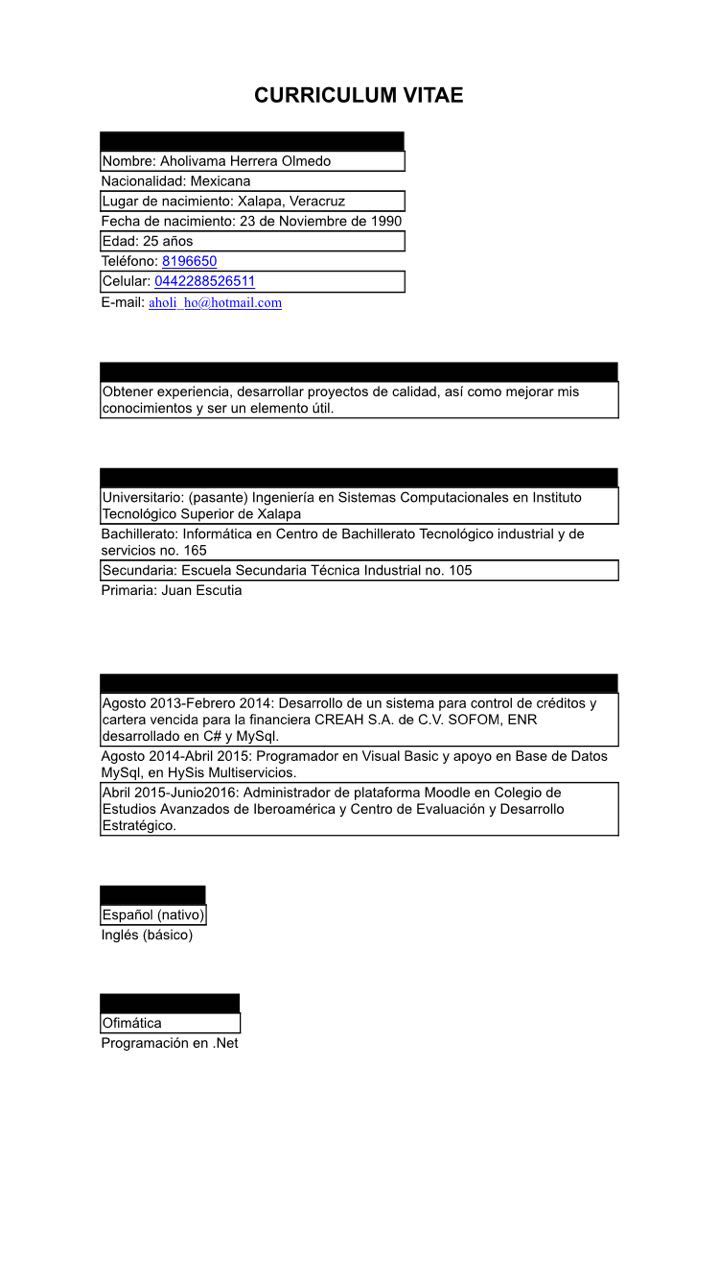 CURRICULUM VITAE
Nombre: Aholivama Herrera Olmedo
Nacionalidad: Mexicana
Lugar de nacimiento: Xalapa, Veracruz
Fecha de nacimiento: 23 de Noviembre de 1990
Edad: 25 años
Teléfono: 8196650
Celular: 0442288526511
E-mail: aholi_ho@hotmail.com
Obtener experiencia, desarrollar proyectos de calidad, así como mejorar mis
conocimientos y ser un elemento útil.
Universitario: (pasante) Ingeniería en Sistemas Computacionales en Instituto
Tecnológico Superior de Xalapa
Bachillerato: Informática en Centro de Bachillerato Tecnológico industrial y de
servicios no. 165
Secundaria: Escuela Secundaria Técnica Industrial no. 105
Primaria: Juan Escutia
Agosto 2013-Febrero 2014: Desarrollo de un sistema para control de créditos y
cartera vencida para la financiera CREAH S.A. de C.V. SOFOM, ENR
desarrollado en C# y MySql.
Agosto 2014-Abril 2015: Programador en Visual Basic y apoyo en Base de Datos
MySql, en HySis Multiservicios.
Abril 2015-Junio2016: Administrador de plataforma Moodle en Colegio de
Estudios Avanzados de Iberoamérica y Centro de Evaluación y Desarrollo
Estratégico.
Español (nativo)
Inglés (básico)
Ofimática
Programación en .Net